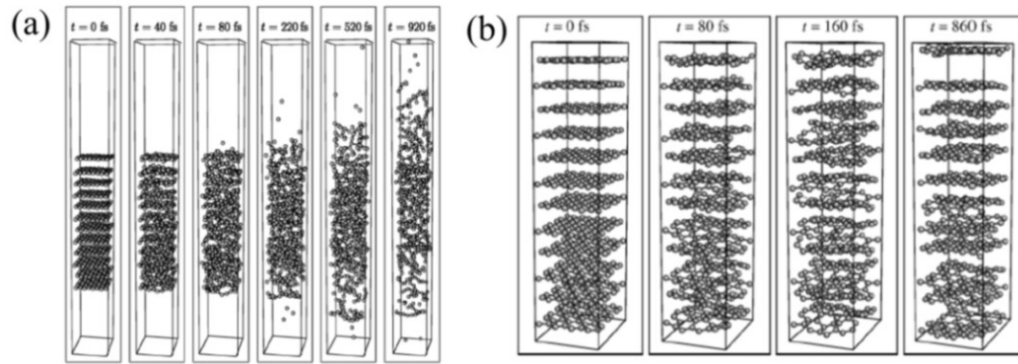 (a)
t = 0 fs
t = 40 fs
t = 80 fs
t = 220 fs
t = 520 fs
t = 920 fs
(b)
t = 0 fs
t = 80 fs
t = 160 fs
t = 860 fs